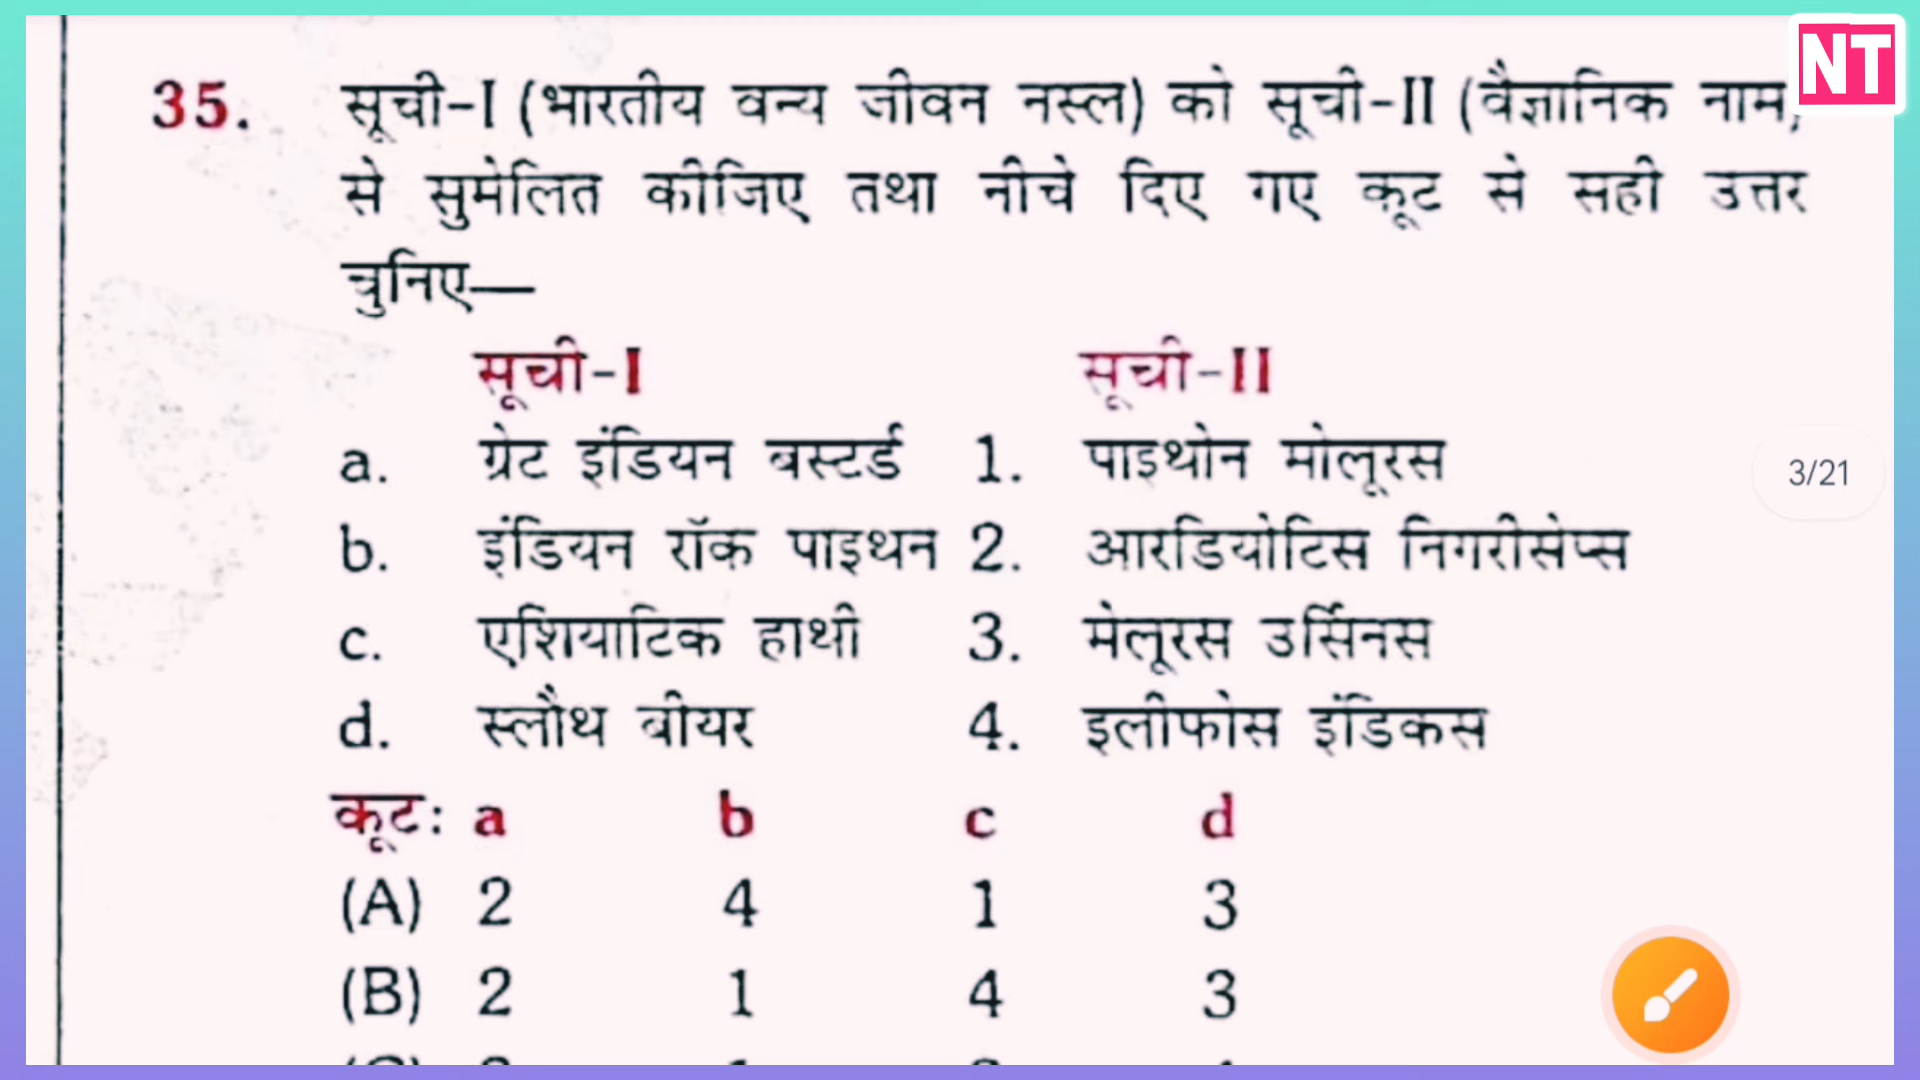 NT
35. सूची-I (भारतीय वन्य जीवन नस्ल) को सूची-II (वैज्ञानिक नाम)
से सुमेलित कीजिए तथा नीचे दिए गए कूट से सही उत्तर
चुनिए—
सूची-I सूची-II
a. ग्रेट इंडियन बस्टर्ड 1. पाइथोन मोलूरस
b. इंडियन रॉक पाइथन 2. आरडियोटिस निगरीसेप्स
c. एशियाटिक हाथी 3. मेलूरस उर्सिनस
d. स्लौथ बीयर 4. इलीफोस इंडिकस
कूट: a b c d
(A) 2 4 1 3
(B) 2 1 4 3
3/21